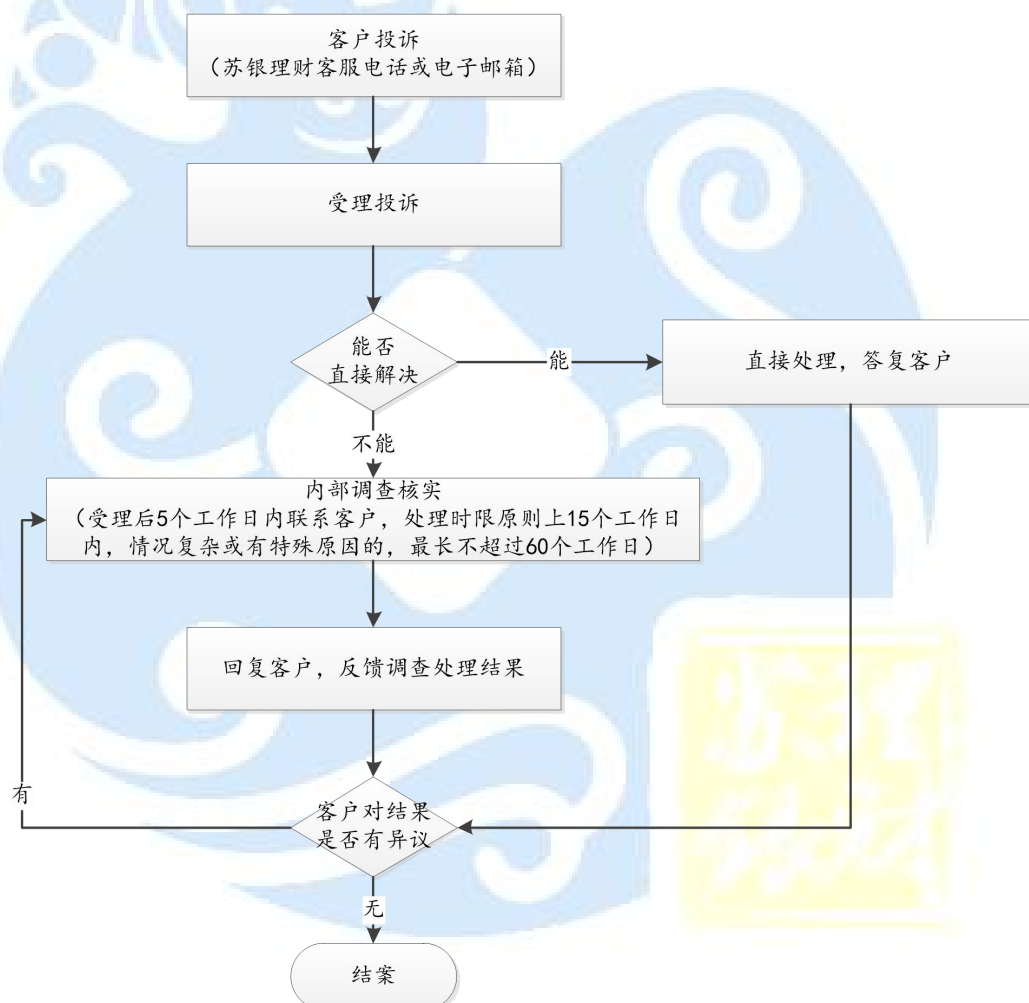 客户投诉
（苏银理财客服电话或电子邮箱）
受理投诉
能否
直接解决
能
直接处理，答复客户
不能
内部调查核实
（受理后5个工作日内联系客户，处理时限原则上15个工作日
内，情况复杂或有特殊原因的，最长不超过60个工作日）
回复客户，反馈调查处理结果
有
客户对结果
是否有异议
无
结案